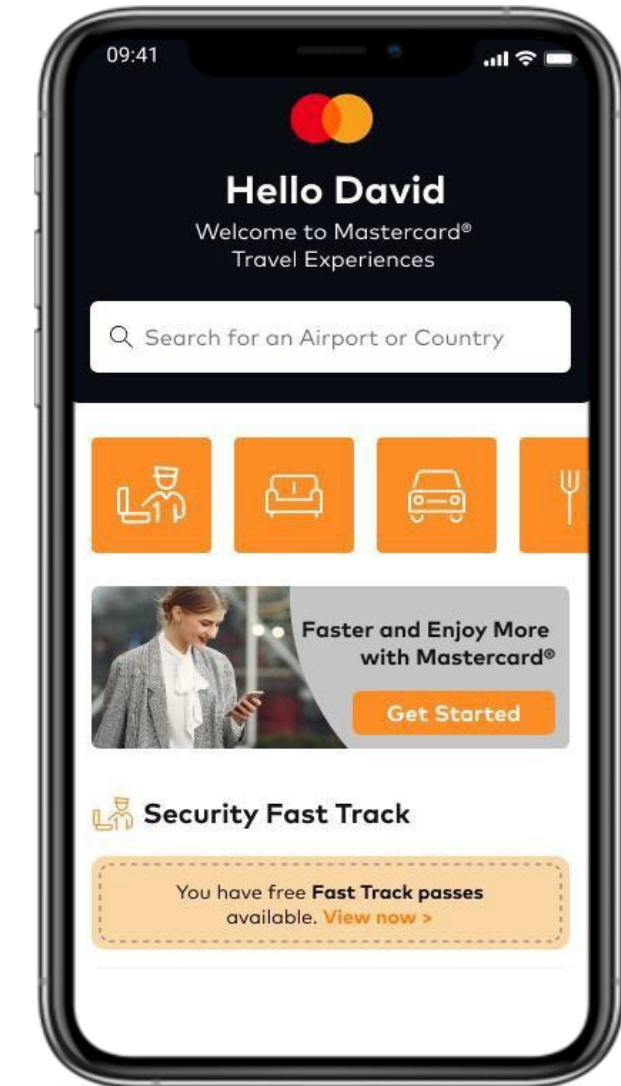 09:41
Hello David
Welcome to Mastercard®
Travel Experiences
Search for an Airport or Country
Faster and Enjoy More
with Mastercard®
Get Started
Security Fast Track
You have free Fast Track passes
available. View now >